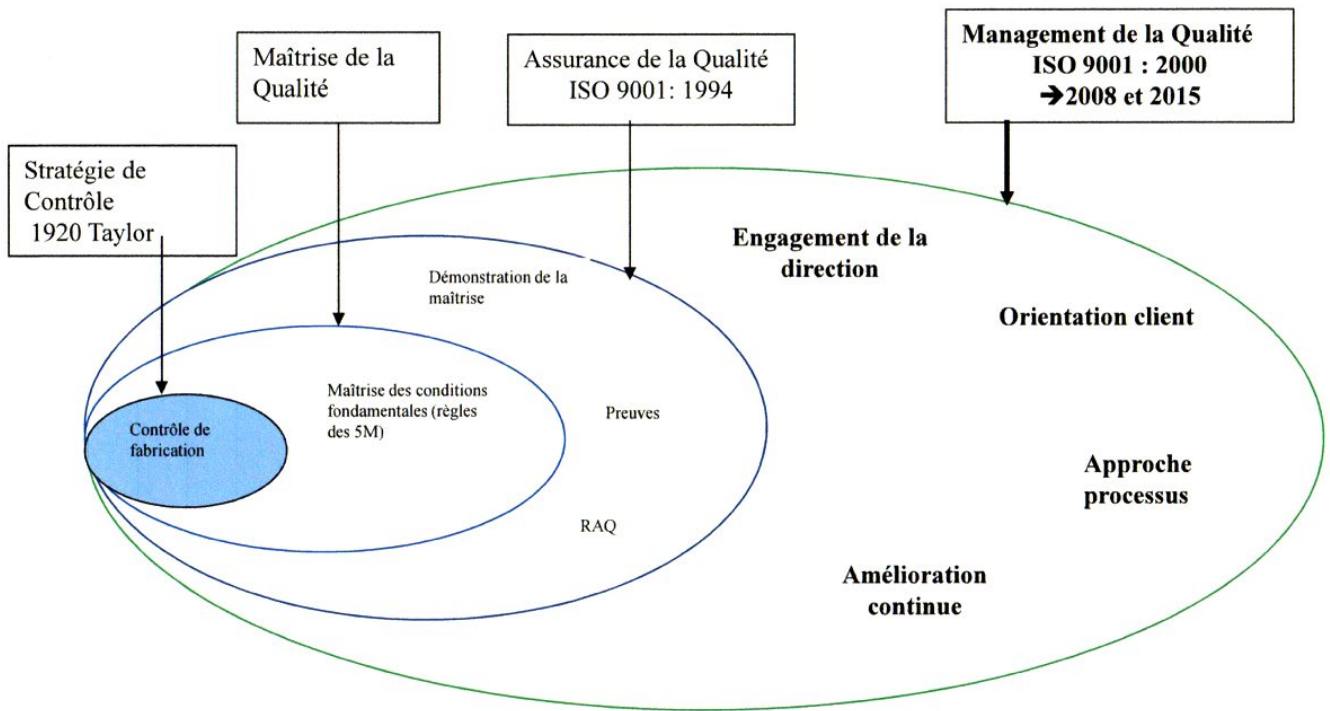 Maîtrise de la
Qualité
Assurance de la Qualité
ISO 9001: 1994
Management de la Qualité
ISO 9001 : 2000
➔2008 et 2015
Stratégie de
Contrôle
1920 Taylor
Engagement de la
direction
Démonstration de la
maîtrise
Orientation client
Maîtrise des conditions
fondamentales (règles
des 5M)
Preuves
Contrôle de
fabrication
Approche
processus
RAQ
Amélioration
continue